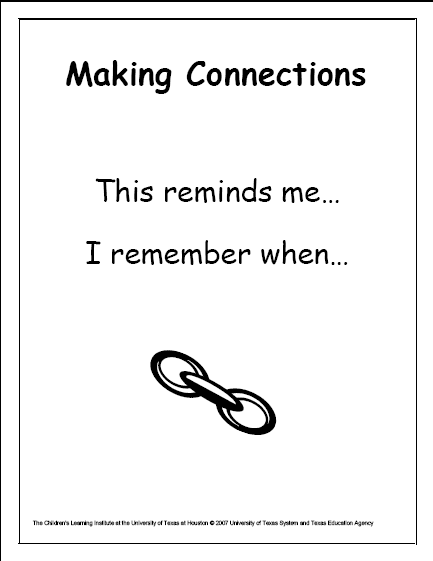 Making Connections
This reminds me...
I remember when...
The Children's Learning Institute at the University of Texas at Houston © 2007 University of Texas System and Texas Education Agency